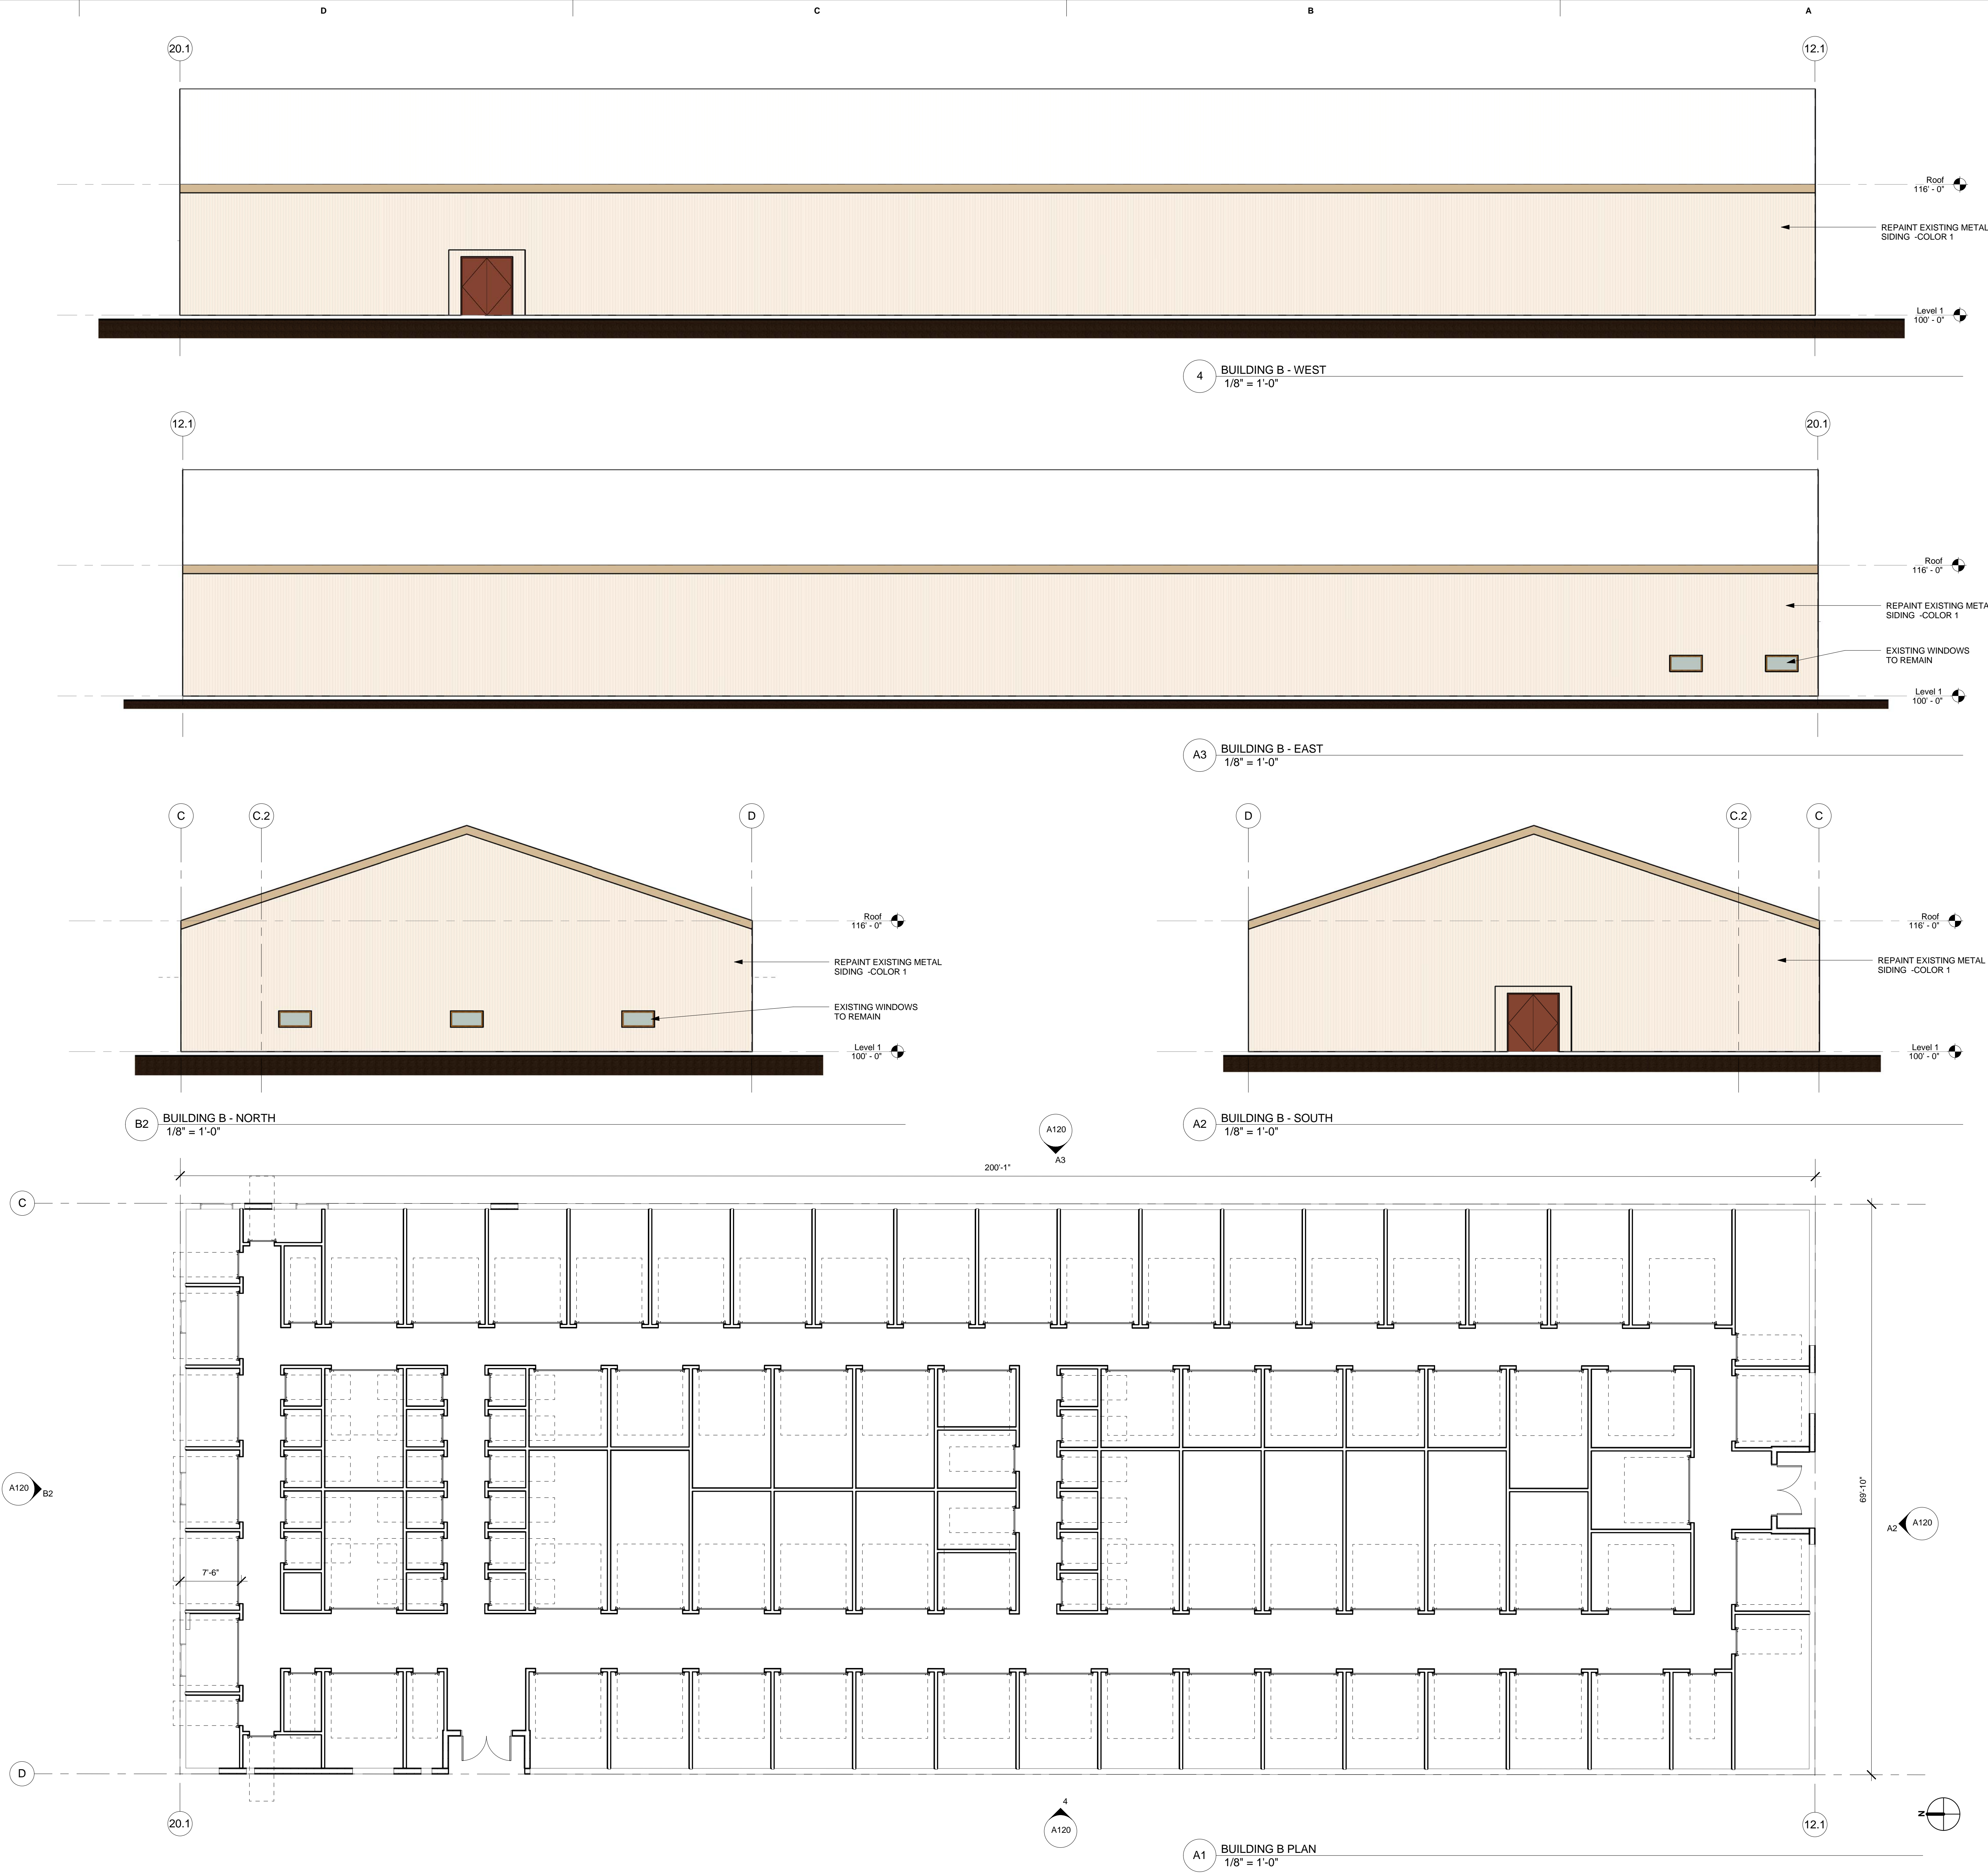 D
C
B
A
20.1
12.1
Roof
116' - 0"
REPAINT EXISTING METAL
SIDING -COLOR 1
Level 1
100' - 0"
4
BUILDING B - WEST
1/8" = 1'-0"
12.1
20.1
Roof
116' - 0"
REPAINT EXISTING META
SIDING -COLOR 1
EXISTING WINDOWS
TO REMAIN
Level 1
100' - 0"
A3
BUILDING B - EAST
1/8" = 1'-0"
C
C.2
D
Roof
116' - 0"
REPAINT EXISTING METAL
SIDING -COLOR 1
EXISTING WINDOWS
TO REMAIN
Level 1
100' - 0"
B2
BUILDING B - NORTH
1/8" = 1'-0"
D
C.2
C
Roof
116' - 0"
REPAINT EXISTING METAL
SIDING -COLOR 1
Level 1
100' - 0"
A2
BUILDING B - SOUTH
1/8" = 1'-0"
A120
A3
200'-1"
C
A120
B2
7'-6"
69'-10"
A2
A120
D
20.1
4
A120
12.1
N
A1
BUILDING B PLAN
1/8" = 1'-0"